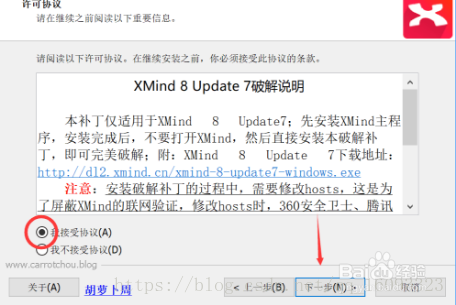 许可协议
请在继续之前阅读以下重要信息。
请阅读以下许可协议。在继续安装之前，你必须接受此协议的条款。
XMind 8 Update 7破解说明
本补丁仅适用于XMind 8 Update7；先安装XMind主程
序，安装完成后，不要打开XMind，然后直接安装本破解补
丁，即可完美破解；附：XMind 8 Update 7下载地址：
http://dl2.xmind.cn/xmind-8-update7-windows.exe
注意：安装破解补丁的过程中，需要修改hosts，这是为
了屏蔽XMind的联网验证，修改hosts时，360安全卫士、腾讯
我接受协议(A)
我不接受协议(D)
www.carrotchou.blog
关于(A)
胡萝卜周
< 上一步(B)
下一步(N) >
取消
Baidu经验